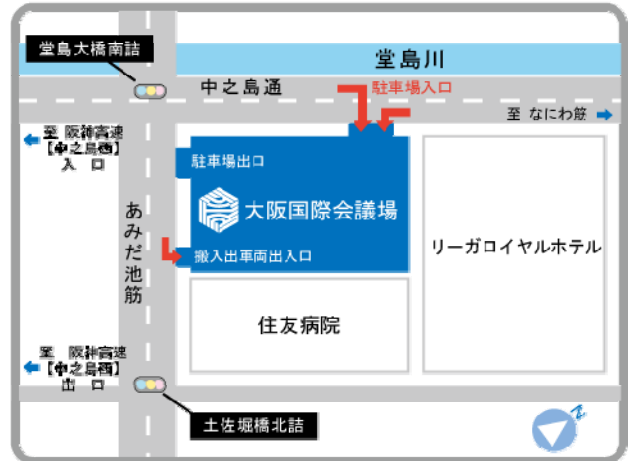 堂島大橋南詰
堂島川
中之島通
駐車場入口
至 なにわ筋
至 阪神高速
【中之島西】
入 口
駐車場出口
大阪国際会議場
搬入出車両出入口
あみだ池筋
リーガロイヤルホテル
住友病院
至 阪神高速
【中之島西】
出 口
土佐堀橋北詰